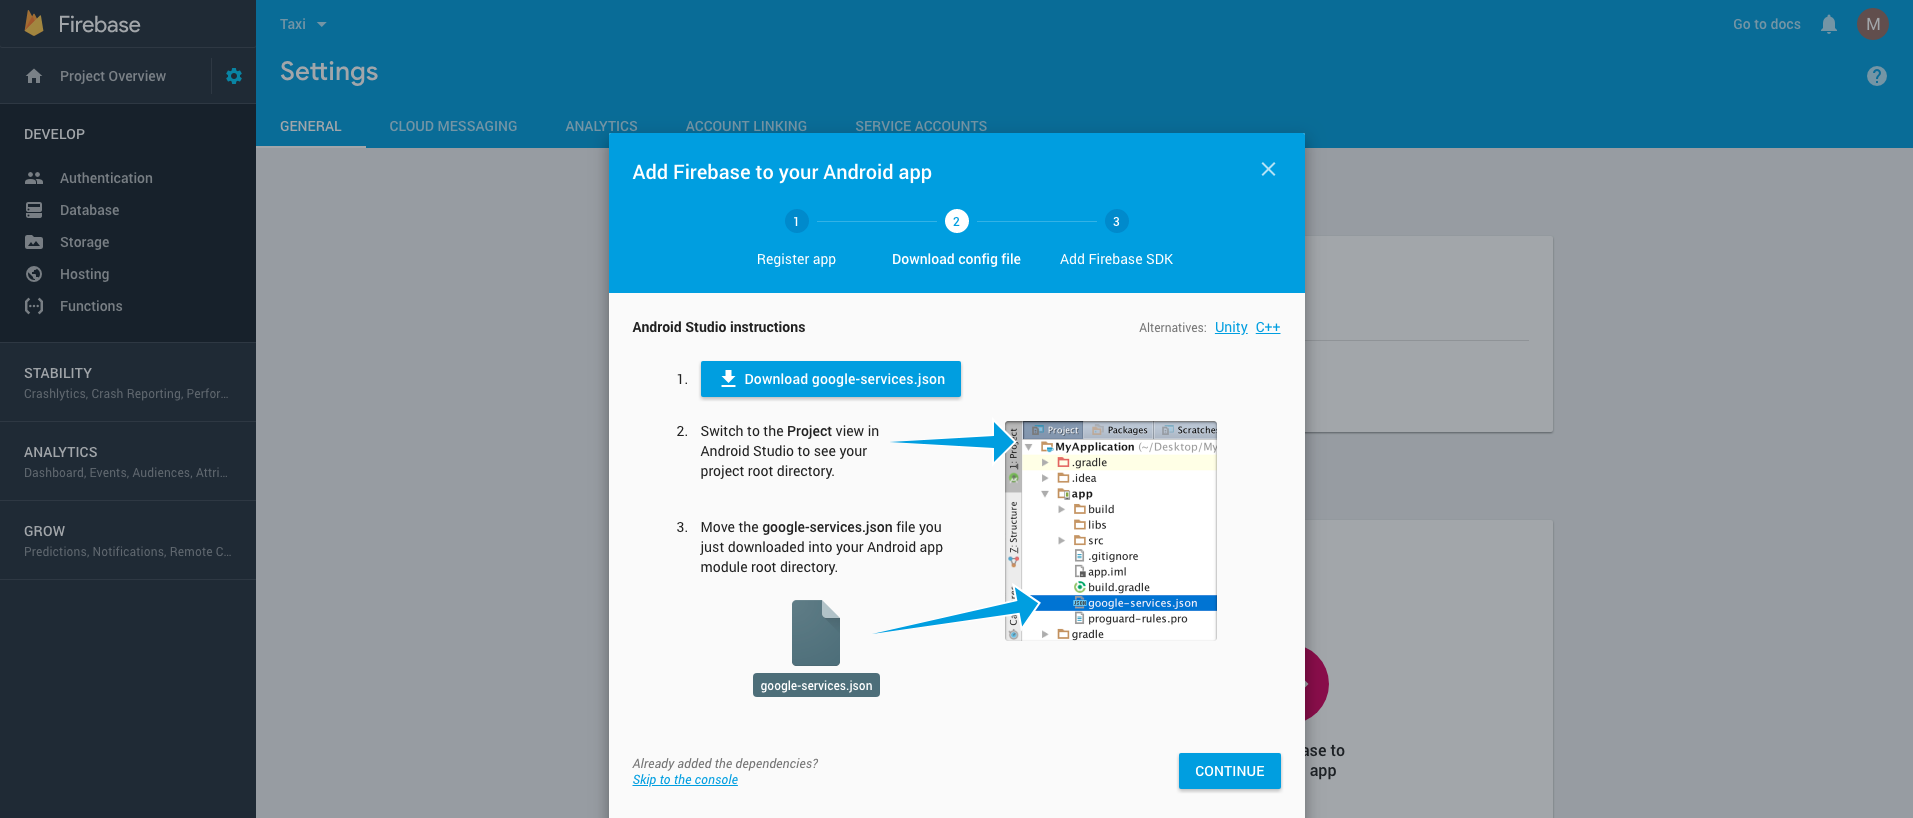 Firebase
Project Overview
DEVELOP
Authentication
Database
Storage
Hosting
Functions
STABILITY
Crashlytics, Crash Reporting, Perfor...
ANALYTICS
Dashboard, Events, Audiences, Attri...
GROW
Predictions, Notifications, Remote C...
Taxi
Go to docs
M
Settings
?
GENERAL CLOUD MESSAGING ANALYTICS ACCOUNT LINKING SERVICE ACCOUNTS
Add Firebase to your Android app
1 2 3
Register app Download config file Add Firebase SDK
Android Studio instructions
Alternatives: Unity C++
1. Download google-services.json
2. Switch to the Project view in
Android Studio to see your
project root directory.
3. Move the google-services.json file you
just downloaded into your Android app
module root directory.
google-services.json
Project Packages Scratches
1: Project
Z: Structure
MyApplication (~/Desktop/My
.gradle
.idea
app
build
libs
src
.gitignore
app.iml
build.gradle
google-services.json
proguard-rules.pro
gradle
Already added the dependencies?
Skip to the console
CONTINUE
ase to
app